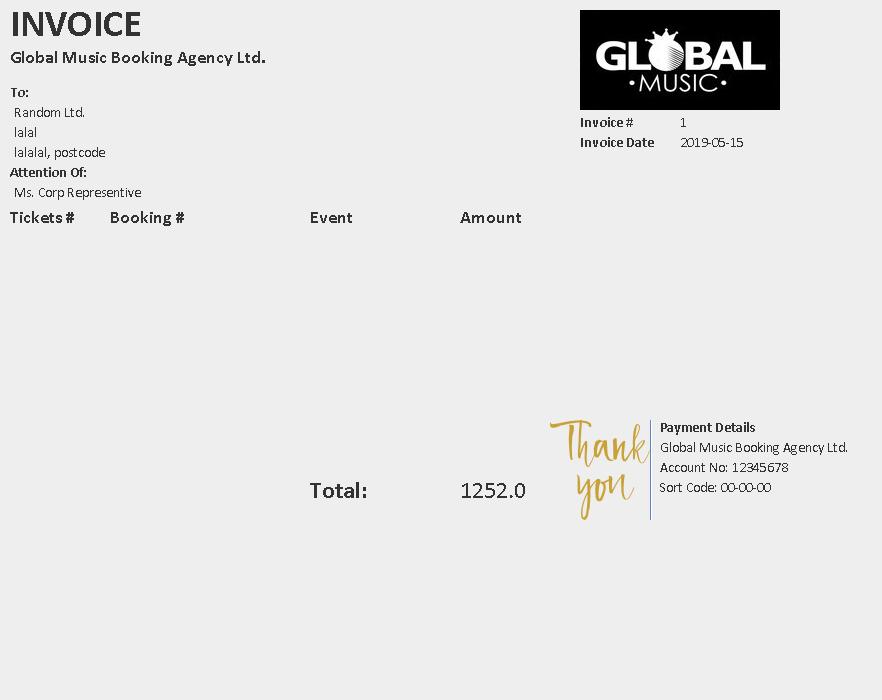 INVOICE
Global Music Booking Agency Ltd.
GLOBAL
•MUSIC•
To:
Random Ltd.
lalal
lalalal, postcode
Attention Of:
Ms. Corp Representive
Invoice # 1
Invoice Date 2019-05-15
Tickets # Booking # Event Amount
Total: 1252.0
Thank
you
Payment Details
Global Music Booking Agency Ltd.
Account No: 12345678
Sort Code: 00-00-00